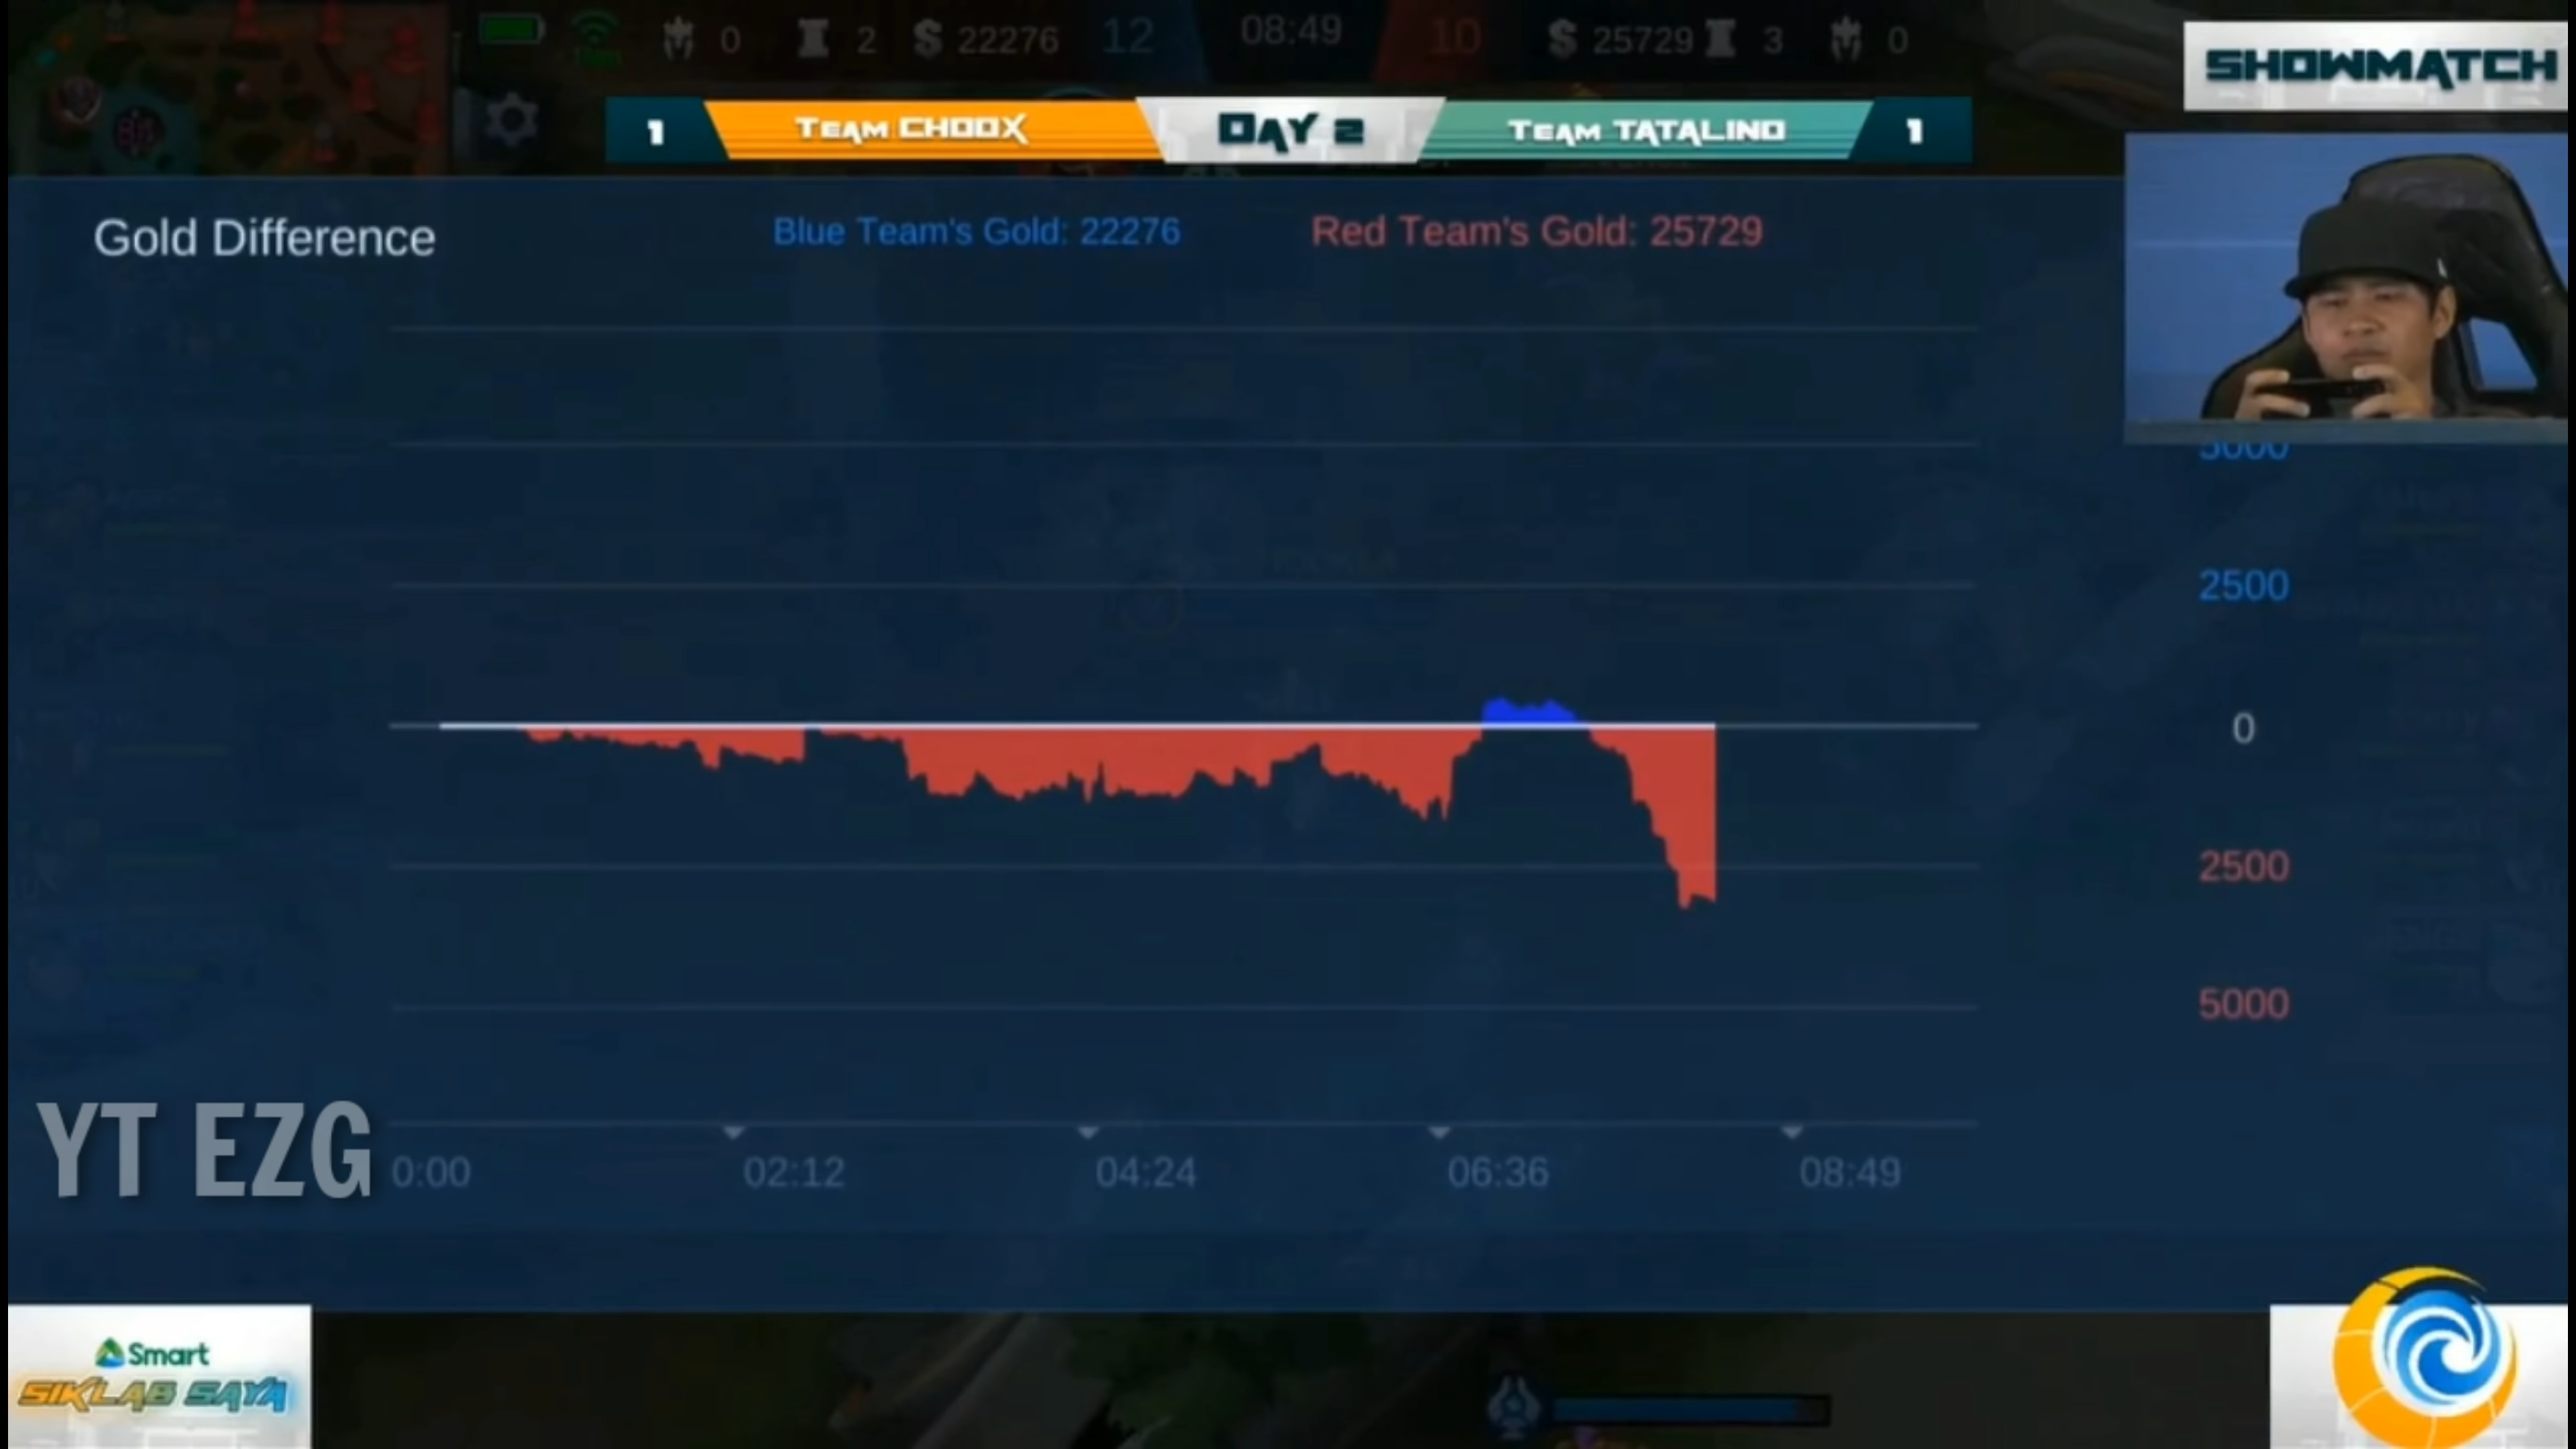 0 2 $ 22276 12 08:49 10 $ 25729 3 0
SHOWMATCH
1 TEAM CHOOX DAY 2 TEAM TATALINO 1
Gold Difference
Blue Team's Gold: 22276
Red Team's Gold: 25729
5000
2500
0
2500
5000
YT EZG
0:00 02:12 04:24 06:36 08:49
Smart
SIKLAB SAYA